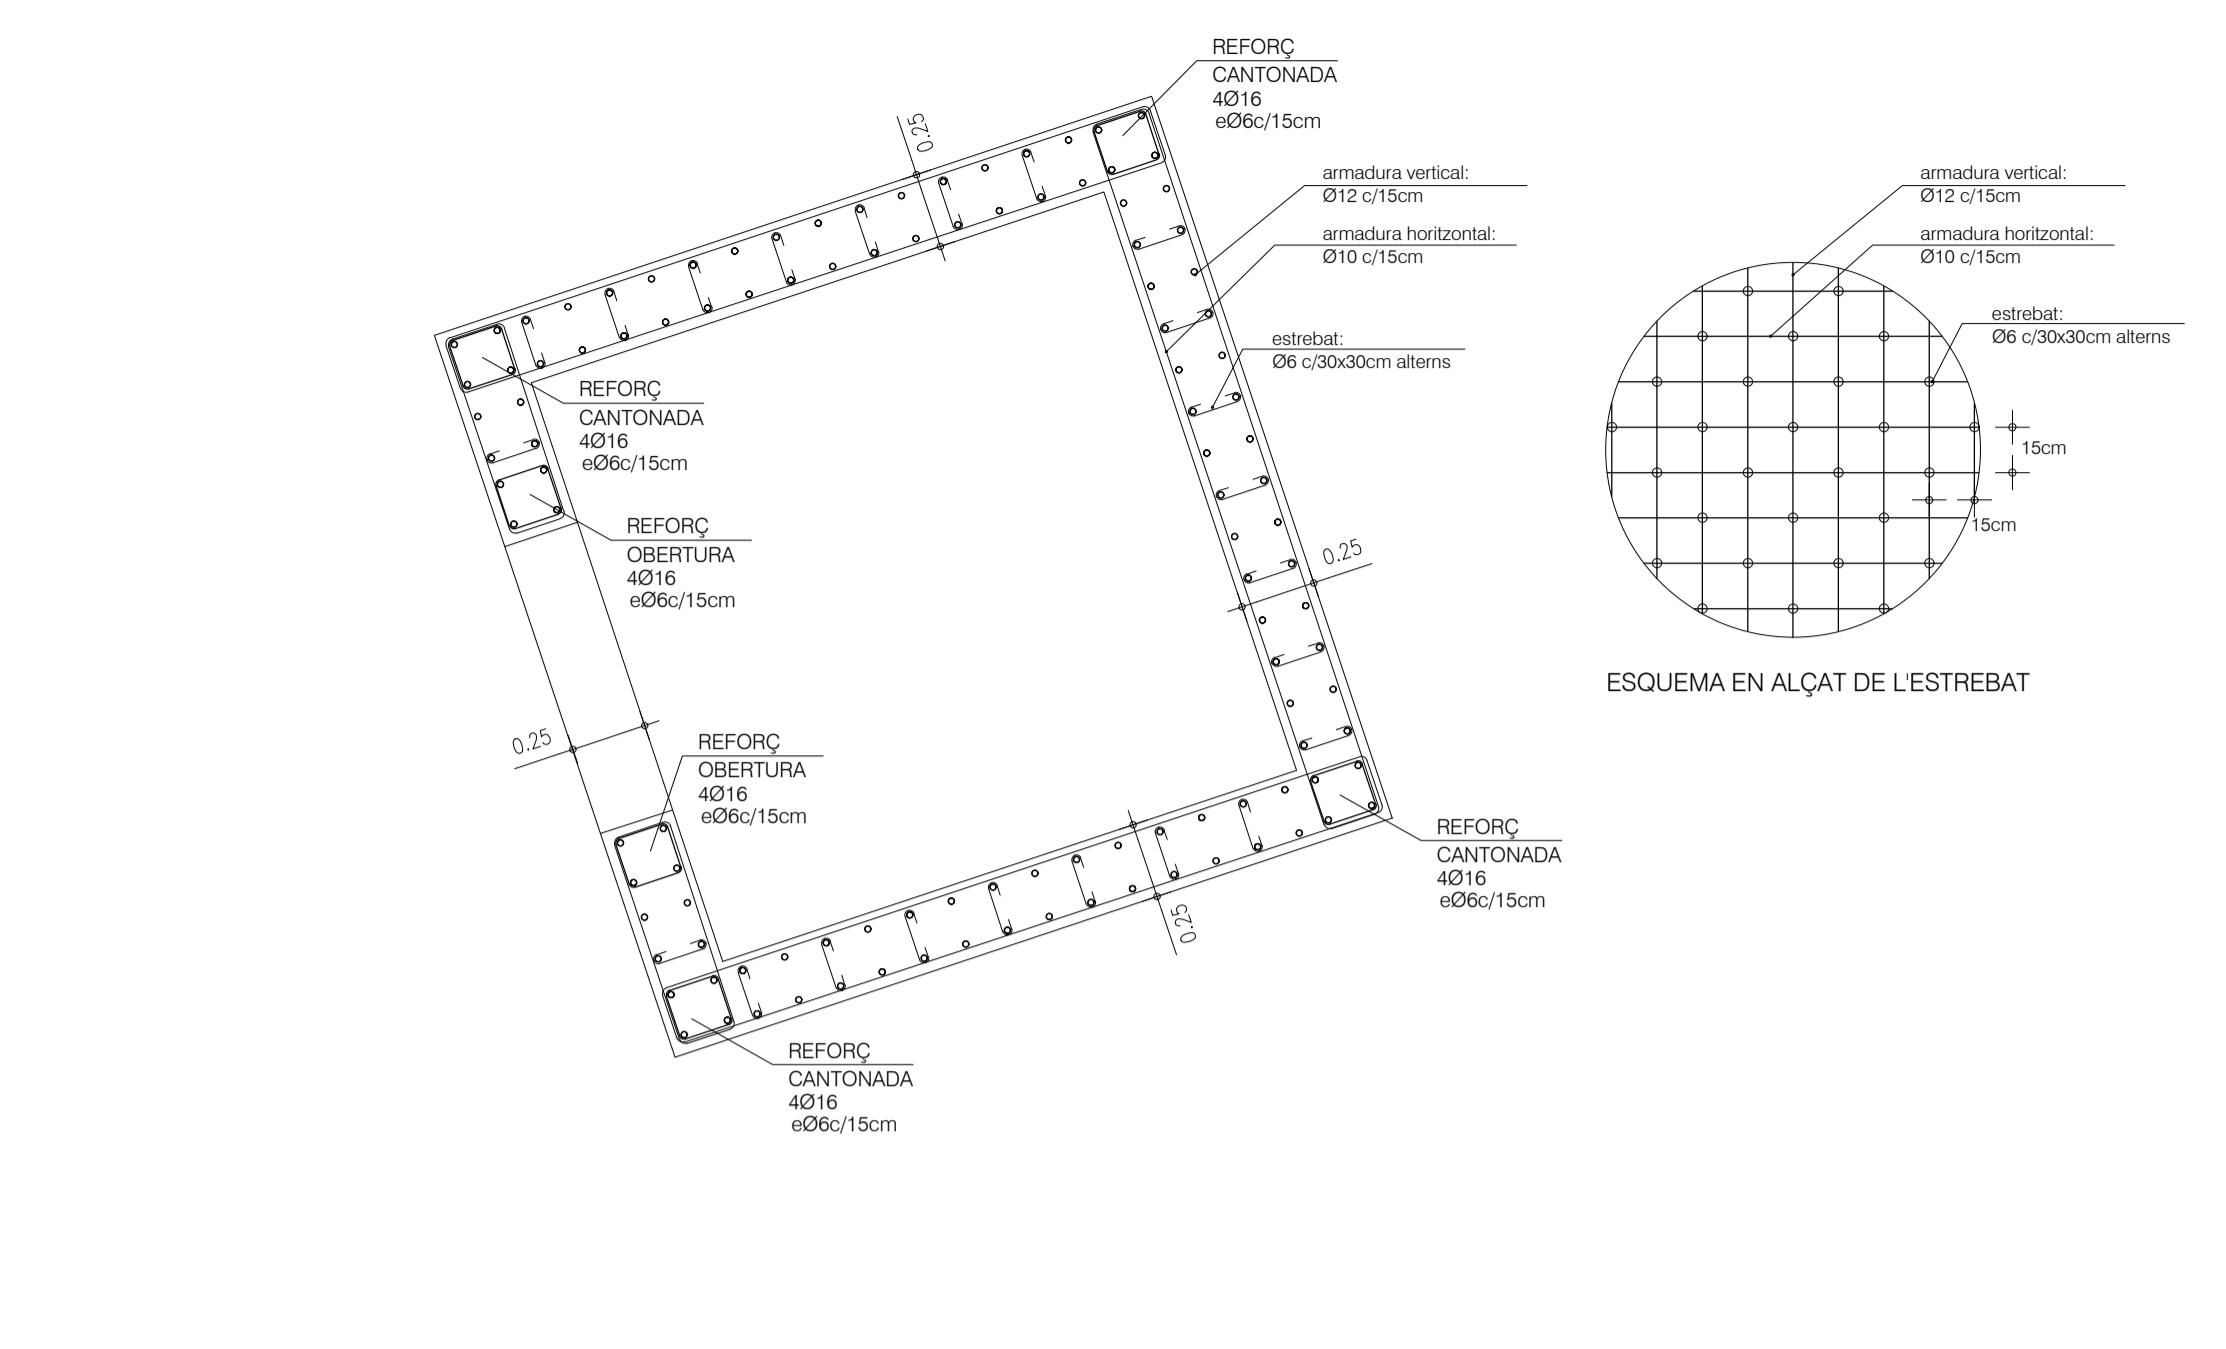 REFORÇ
CANTONADA
4Ø16
eØ6c/15cm
0.25
armadura vertical:
Ø12 c/15cm
armadura horitzontal:
Ø10 c/15cm
estrebat:
Ø6 c/30x30cm alterns
REFORÇ
CANTONADA
4Ø16
eØ6c/15cm
REFORÇ
OBERTURA
4Ø16
eØ6c/15cm
0.25
0.25
REFORÇ
OBERTURA
4Ø16
eØ6c/15cm
REFORÇ
CANTONADA
4Ø16
eØ6c/15cm
0.25
REFORÇ
CANTONADA
4Ø16
eØ6c/15cm
armadura vertical:
Ø12 c/15cm
armadura horitzontal:
Ø10 c/15cm
estrebat:
Ø6 c/30x30cm alterns
15cm
15cm
ESQUEMA EN ALÇAT DE L'ESTREBAT